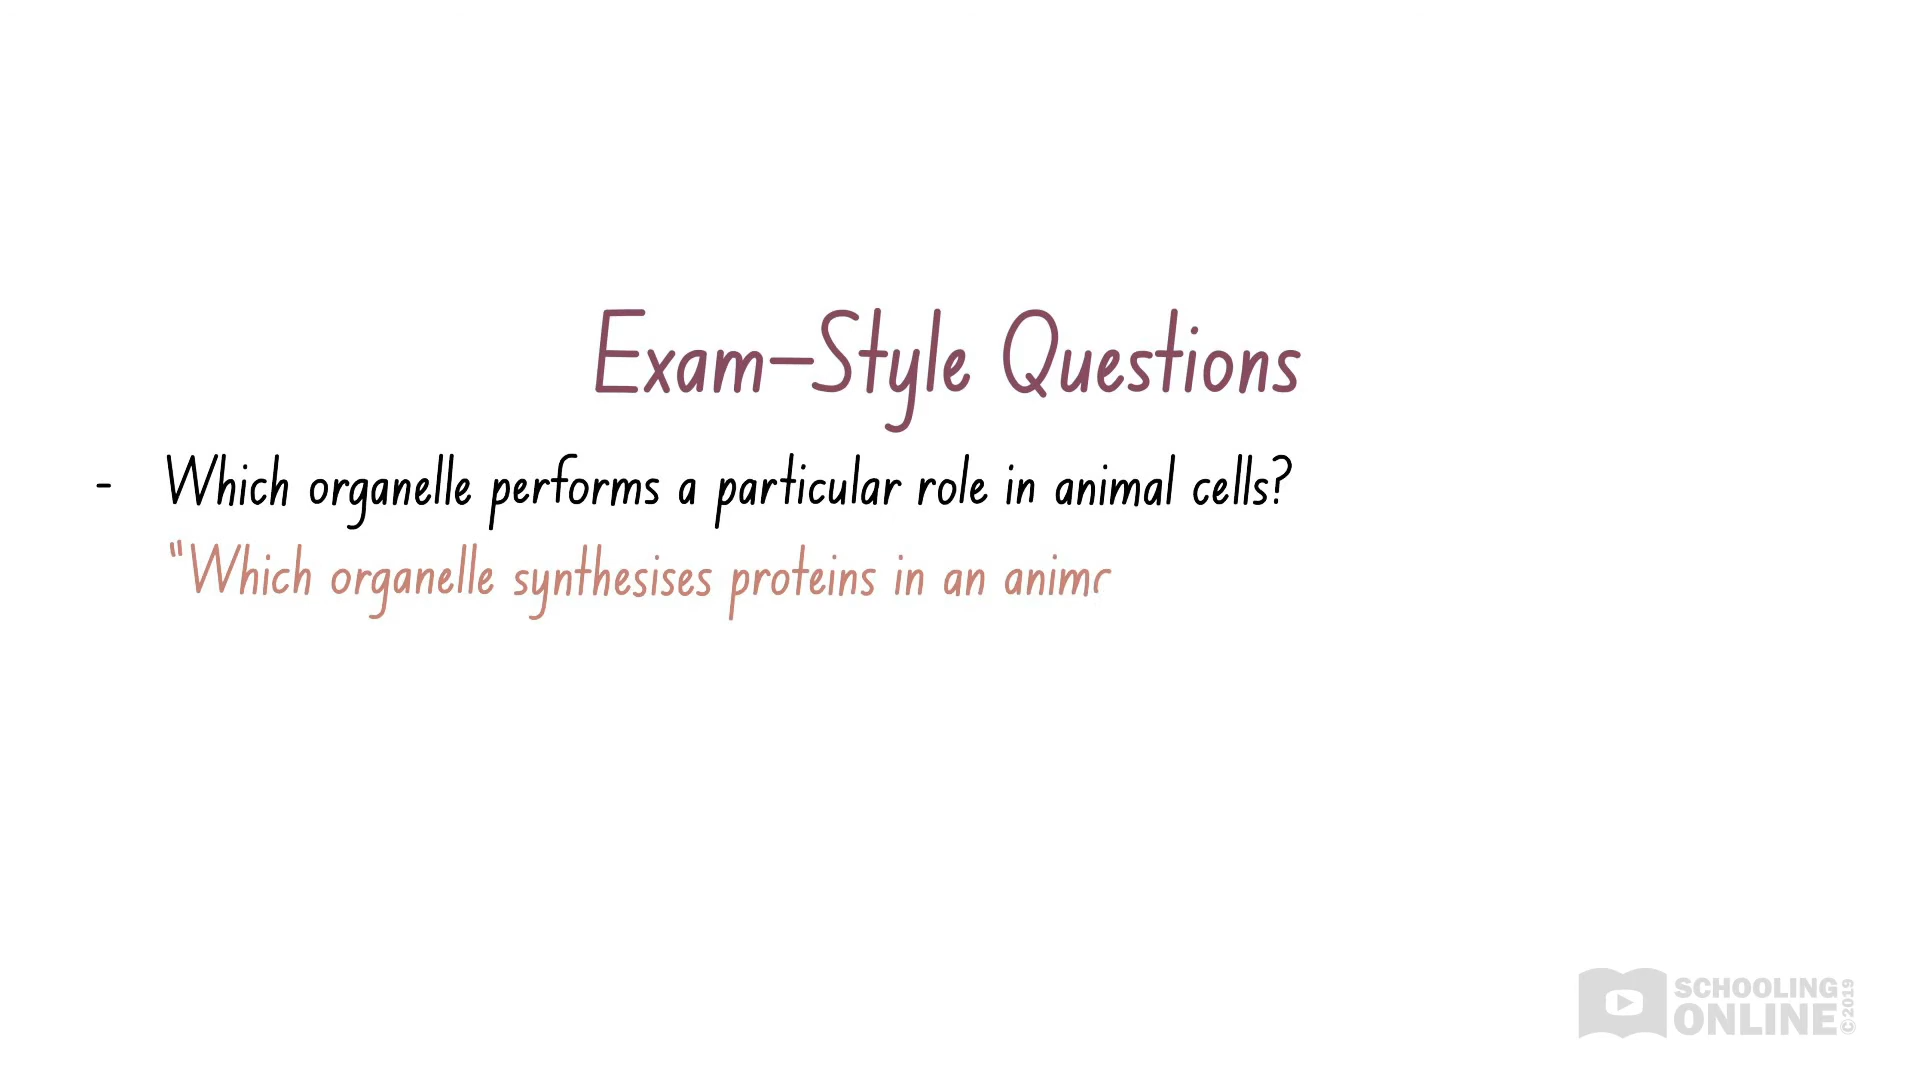 Exam-Style Questions
- Which organelle performs a particular role in animal cells?
"Which organelle synthesises proteins in an anim
SCHOOLING
ONLINE
©2019